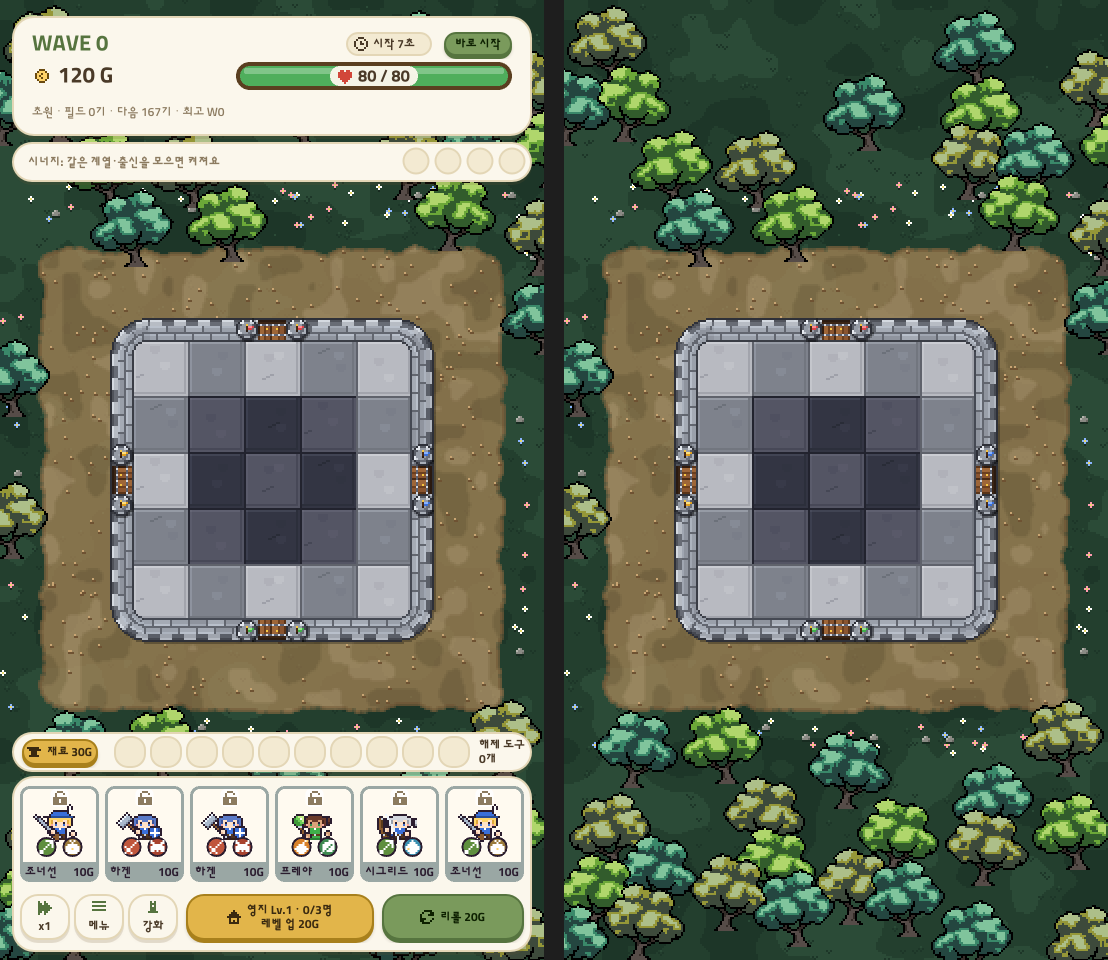 WAVE 0
시작 7초
바로 시작
120 G
80 / 80
초원 · 필드 0기 · 다음 167기 · 최고 W0
시너지: 같은 계열·출신을 모으면 켜져요
재료 30G
해제 도구
0개
조너선 10G
하겐 10G
하겐 10G
프레야 10G
시그리드 10G
조너선 10G
x1
메뉴
강화
영지 Lv.1 · 0/3명
레벨 업 20G
리롤 20G